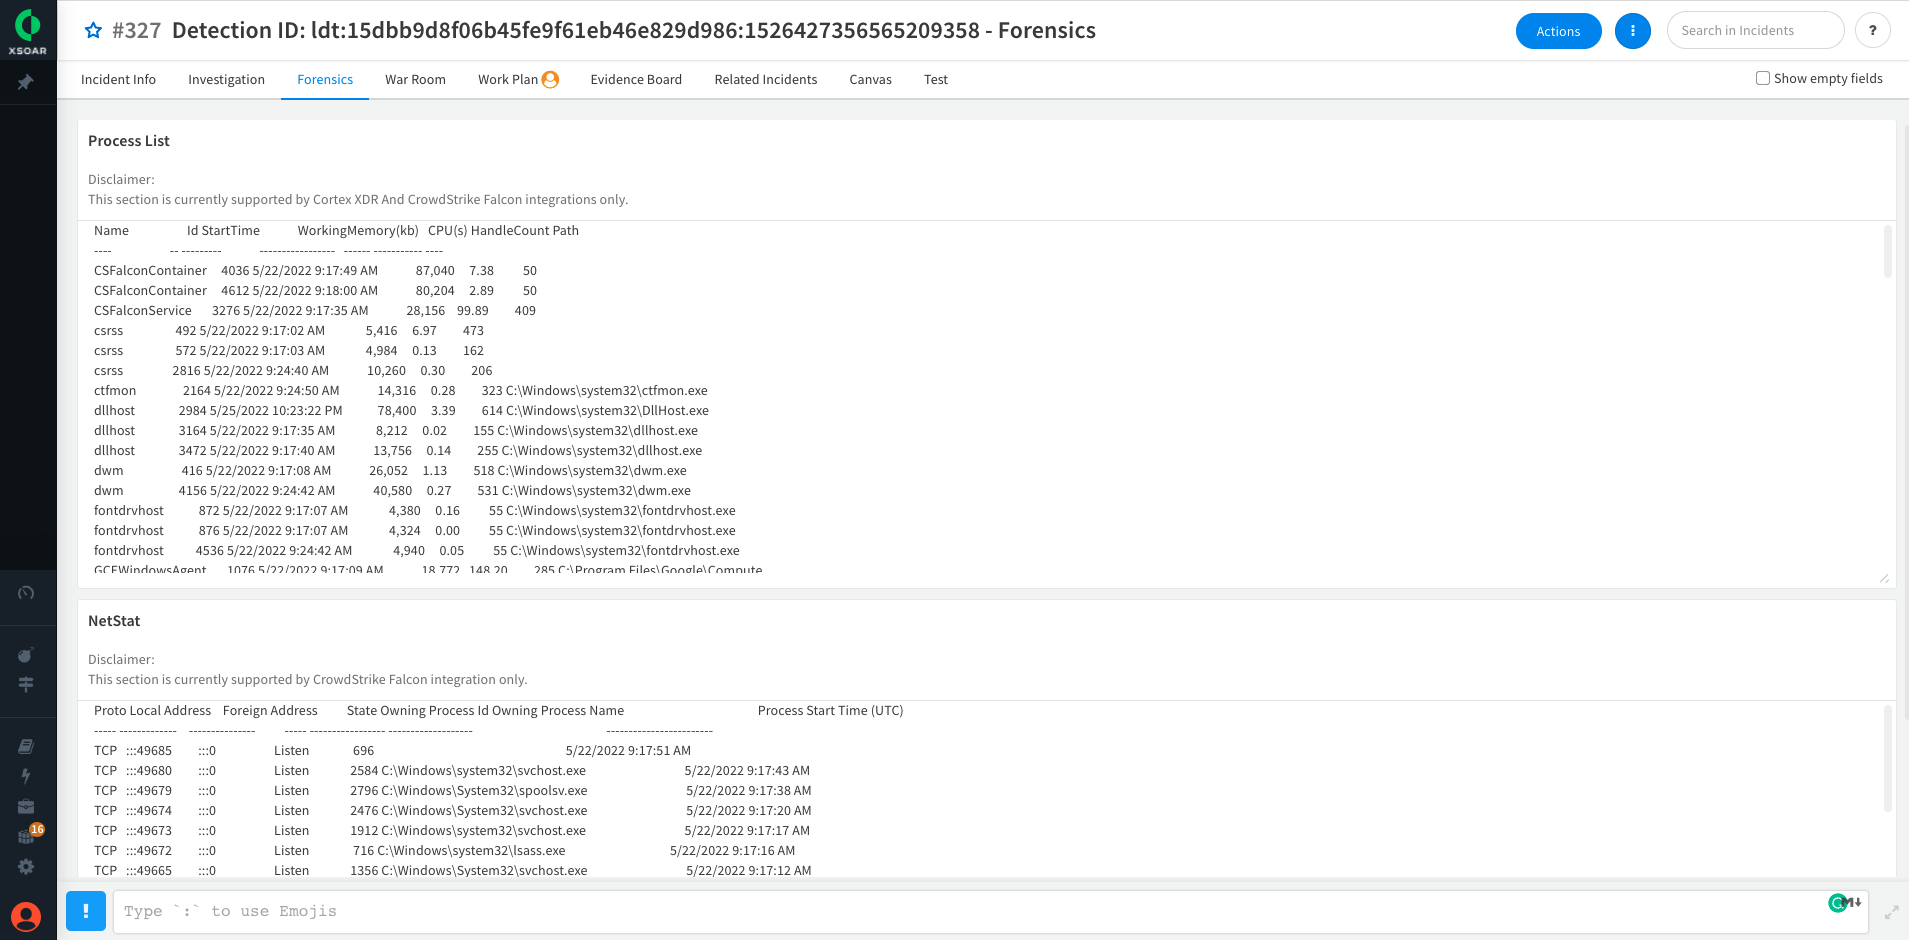 XSOAR
#327 Detection ID: ldt:15dbb9d8f06b45fe9f61eb46e829d986:1526427356565209358 - Forensics
Actions
Search in Incidents
?
Incident Info Investigation Forensics War Room Work Plan Evidence Board Related Incidents Canvas Test
Show empty fields
Process List
Disclaimer:
This section is currently supported by Cortex XDR And CrowdStrike Falcon integrations only.
Name Id StartTime WorkingMemory(kb) CPU(s) HandleCount Path
---- -- --------- ----------------- ------ ----------- ----
CSFalconContainer 4036 5/22/2022 9:17:49 AM 87,040 7.38 50
CSFalconContainer 4612 5/22/2022 9:18:00 AM 80,204 2.89 50
CSFalconService 3276 5/22/2022 9:17:35 AM 28,156 99.89 409
csrss 492 5/22/2022 9:17:02 AM 5,416 6.97 473
csrss 572 5/22/2022 9:17:03 AM 4,984 0.13 162
csrss 2816 5/22/2022 9:24:40 AM 10,260 0.30 206
ctfmon 2164 5/22/2022 9:24:50 AM 14,316 0.28 323 C:\Windows\system32\ctfmon.exe
dllhost 2984 5/25/2022 10:23:22 PM 78,400 3.39 614 C:\Windows\system32\DllHost.exe
dllhost 3164 5/22/2022 9:17:35 AM 8,212 0.02 155 C:\Windows\system32\dllhost.exe
dllhost 3472 5/22/2022 9:17:40 AM 13,756 0.14 255 C:\Windows\system32\dllhost.exe
dwm 416 5/22/2022 9:17:08 AM 26,052 1.13 518 C:\Windows\system32\dwm.exe
dwm 4156 5/22/2022 9:24:42 AM 40,580 0.27 531 C:\Windows\system32\dwm.exe
fontdrvhost 872 5/22/2022 9:17:07 AM 4,380 0.16 55 C:\Windows\system32\fontdrvhost.exe
fontdrvhost 876 5/22/2022 9:17:07 AM 4,324 0.00 55 C:\Windows\system32\fontdrvhost.exe
fontdrvhost 4536 5/22/2022 9:24:42 AM 4,940 0.05 55 C:\Windows\system32\fontdrvhost.exe
GCEWindowsAgent 1076 5/22/2022 9:17:09 AM 18,772 148.20 285 C:\Program Files\Google\Compute
NetStat
Disclaimer:
This section is currently supported by CrowdStrike Falcon integration only.
Proto Local Address Foreign Address State Owning Process Id Owning Process Name Process Start Time (UTC)
----- ------------- --------------- ----- ----------------- ------------------- ------------------------
TCP :::49685 :::0 Listen 696 5/22/2022 9:17:51 AM
TCP :::49680 :::0 Listen 2584 C:\Windows\system32\svchost.exe 5/22/2022 9:17:43 AM
TCP :::49679 :::0 Listen 2796 C:\Windows\System32\spoolsv.exe 5/22/2022 9:17:38 AM
TCP :::49674 :::0 Listen 2476 C:\Windows\System32\svchost.exe 5/22/2022 9:17:20 AM
TCP :::49673 :::0 Listen 1912 C:\Windows\system32\svchost.exe 5/22/2022 9:17:17 AM
TCP :::49672 :::0 Listen 716 C:\Windows\system32\lsass.exe 5/22/2022 9:17:16 AM
TCP :::49665 :::0 Listen 1356 C:\Windows\System32\svchost.exe 5/22/2022 9:17:12 AM
16
!
Type `:` to use Emojis